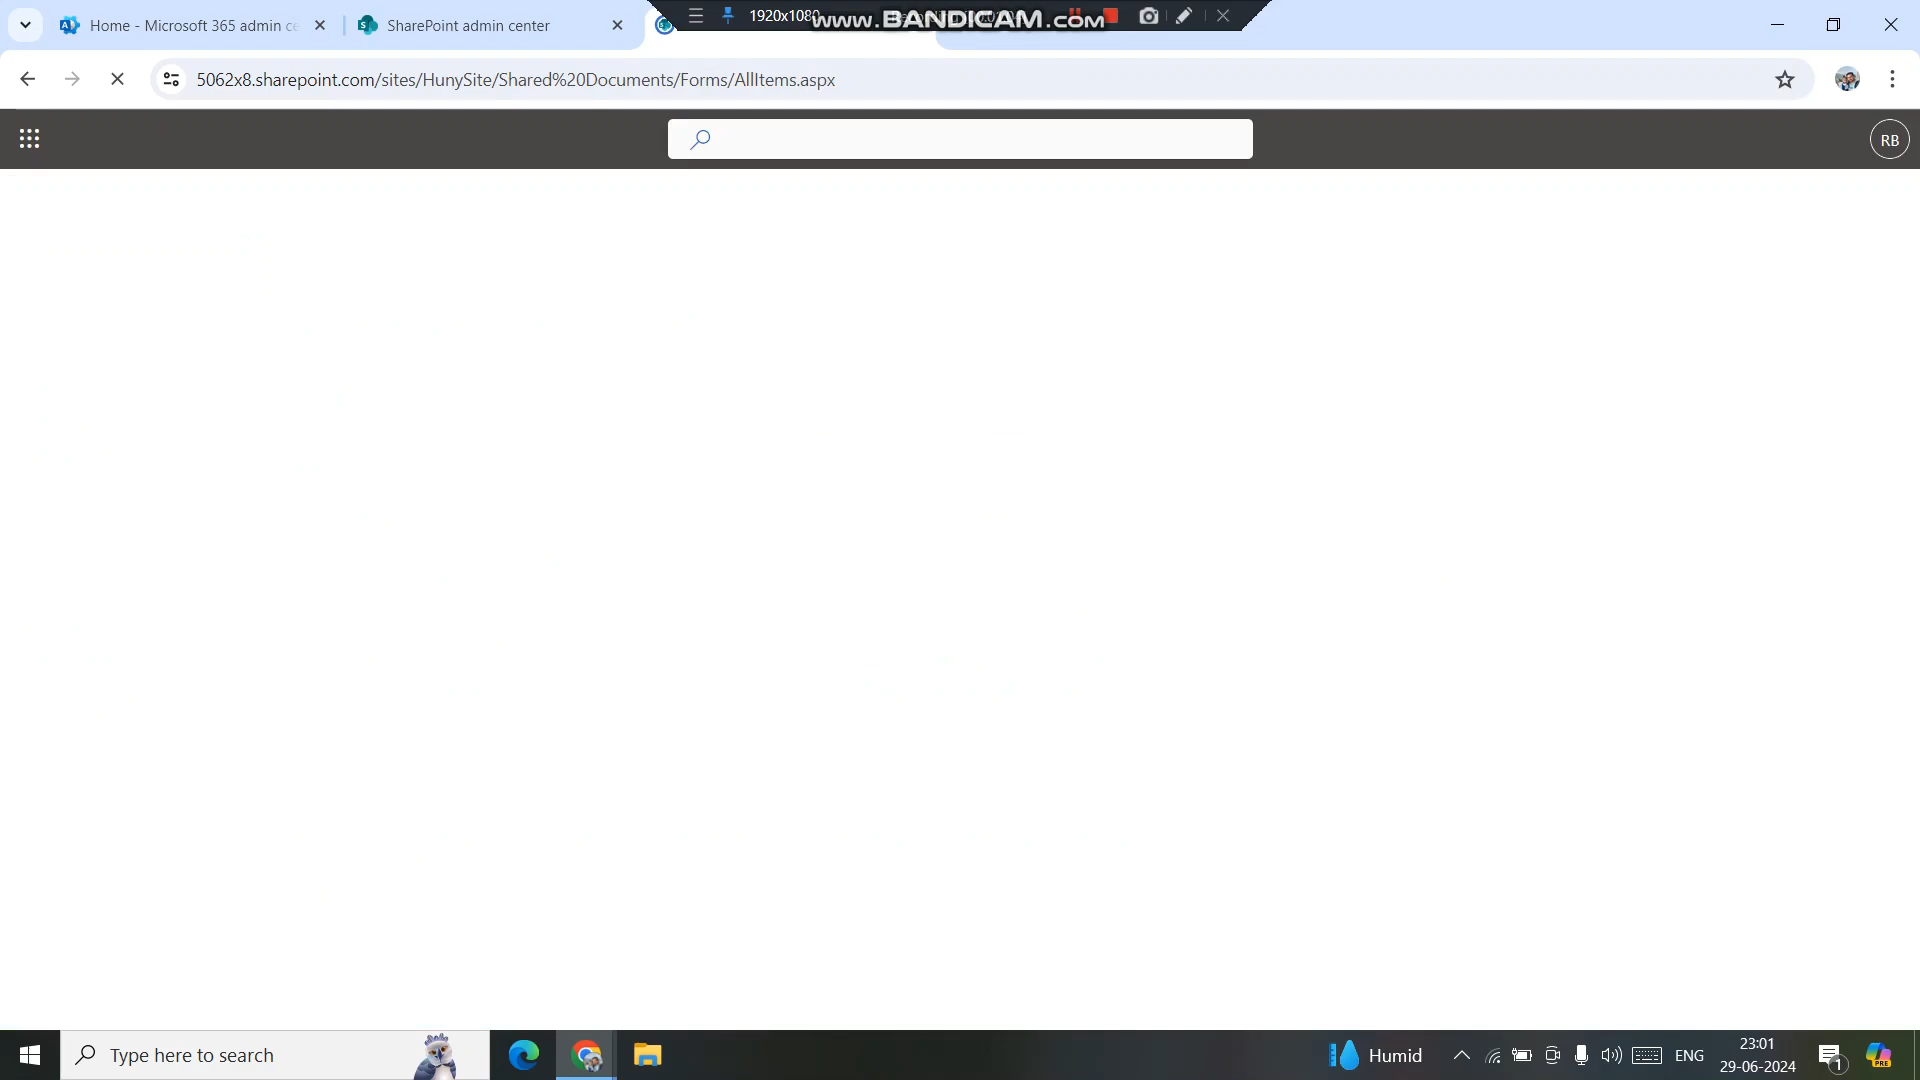 Home - Microsoft 365 admin ce
SharePoint admin center
1920x1080
www.BANDICAM.com
5062x8.sharepoint.com/sites/HunySite/Shared%20Documents/Forms/AllItems.aspx
RB
Type here to search
Humid
ENG
23:01
29-06-2024
1
PRE